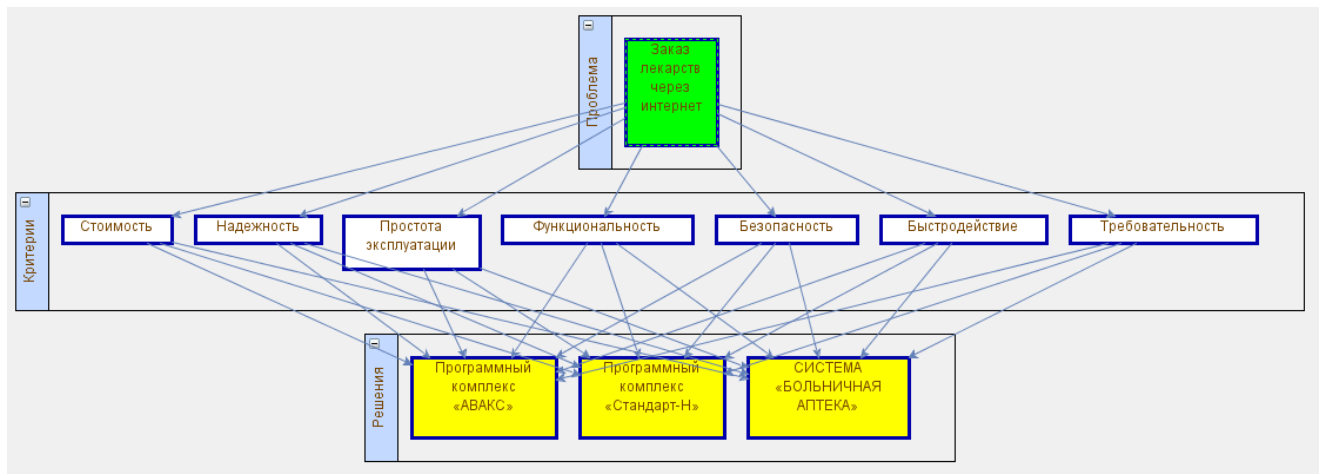 Проблема
Заказ
лекарств
через
интернет
Критерии
Стоимость
Надежность
Простота
эксплуатации
Функциональность
Безопасность
Быстродействие
Требовательность
Решения
Программный
комплекс
«АВАКС»
Программный
комплекс
«Стандарт-Н»
СИСТЕМА
«БОЛЬНИЧНАЯ
АПТЕКА»